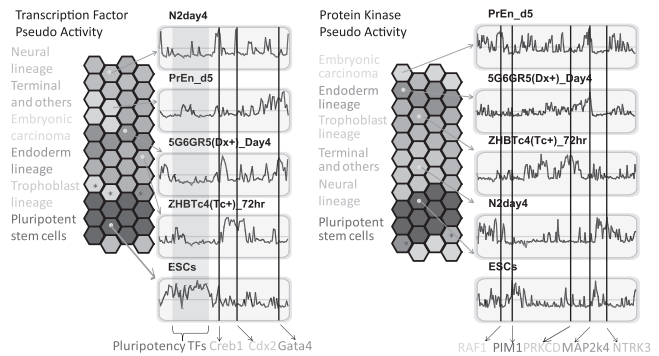 Transcription Factor
Pseudo Activity
Neural
lineage
Terminal
and others
Embryonic
carcinoma
Endoderm
lineage
Trophoblast
lineage
Pluripotent
stem cells
N2day4
PrEn_d5
5G6GR5(Dx+)_Day4
ZHBTc4(Tc+)_72hr
ESCs
Pluripotency TFs Creb1 Cdx2 Gata4
Protein Kinase
Pseudo Activity
Embryonic
carcinoma
Endoderm
lineage
Trophoblast
lineage
Terminal
and others
Neural
lineage
Pluripotent
stem cells
PrEn_d5
5G6GR5(Dx+)_Day4
ZHBTc4(Tc+)_72hr
N2day4
ESCs
RAF1 PIM1 PRKCD MAP2k4 NTRK3